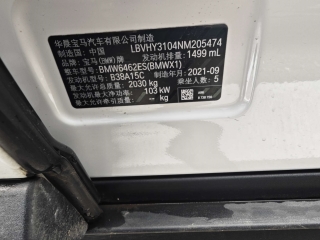 华晨宝马汽车有限公司 LBVHY3104NM205474
制造国: 中国 发动机排量: 1499 mL
品牌: 宝马(BMW)牌
整车型号: BMW6462ES(BMWX1)
发动机型号: B38A15C 制造年月: 2021-09
最大允许总质量: 2030 kg 乘坐人数: 5
发动机最大净功率: 103 kW
-- kg